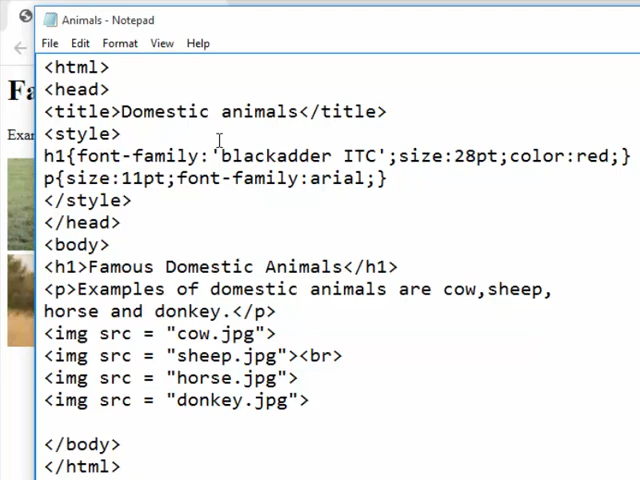 Animals - Notepad
File Edit Format View Help
<html>
<head>
<title>Domestic animals</title>
<style>
h1{font-family:'blackadder ITC';size:28pt;color:red;}
p{size:11pt;font-family:arial;}
</style>
</head>
<body>
<h1>Famous Domestic Animals</h1>
<p>Examples of domestic animals are cow,sheep,
horse and donkey.</p>
<img src = "cow.jpg">
<img src = "sheep.jpg"><br>
<img src = "horse.jpg">
<img src = "donkey.jpg">
</body>
</html>